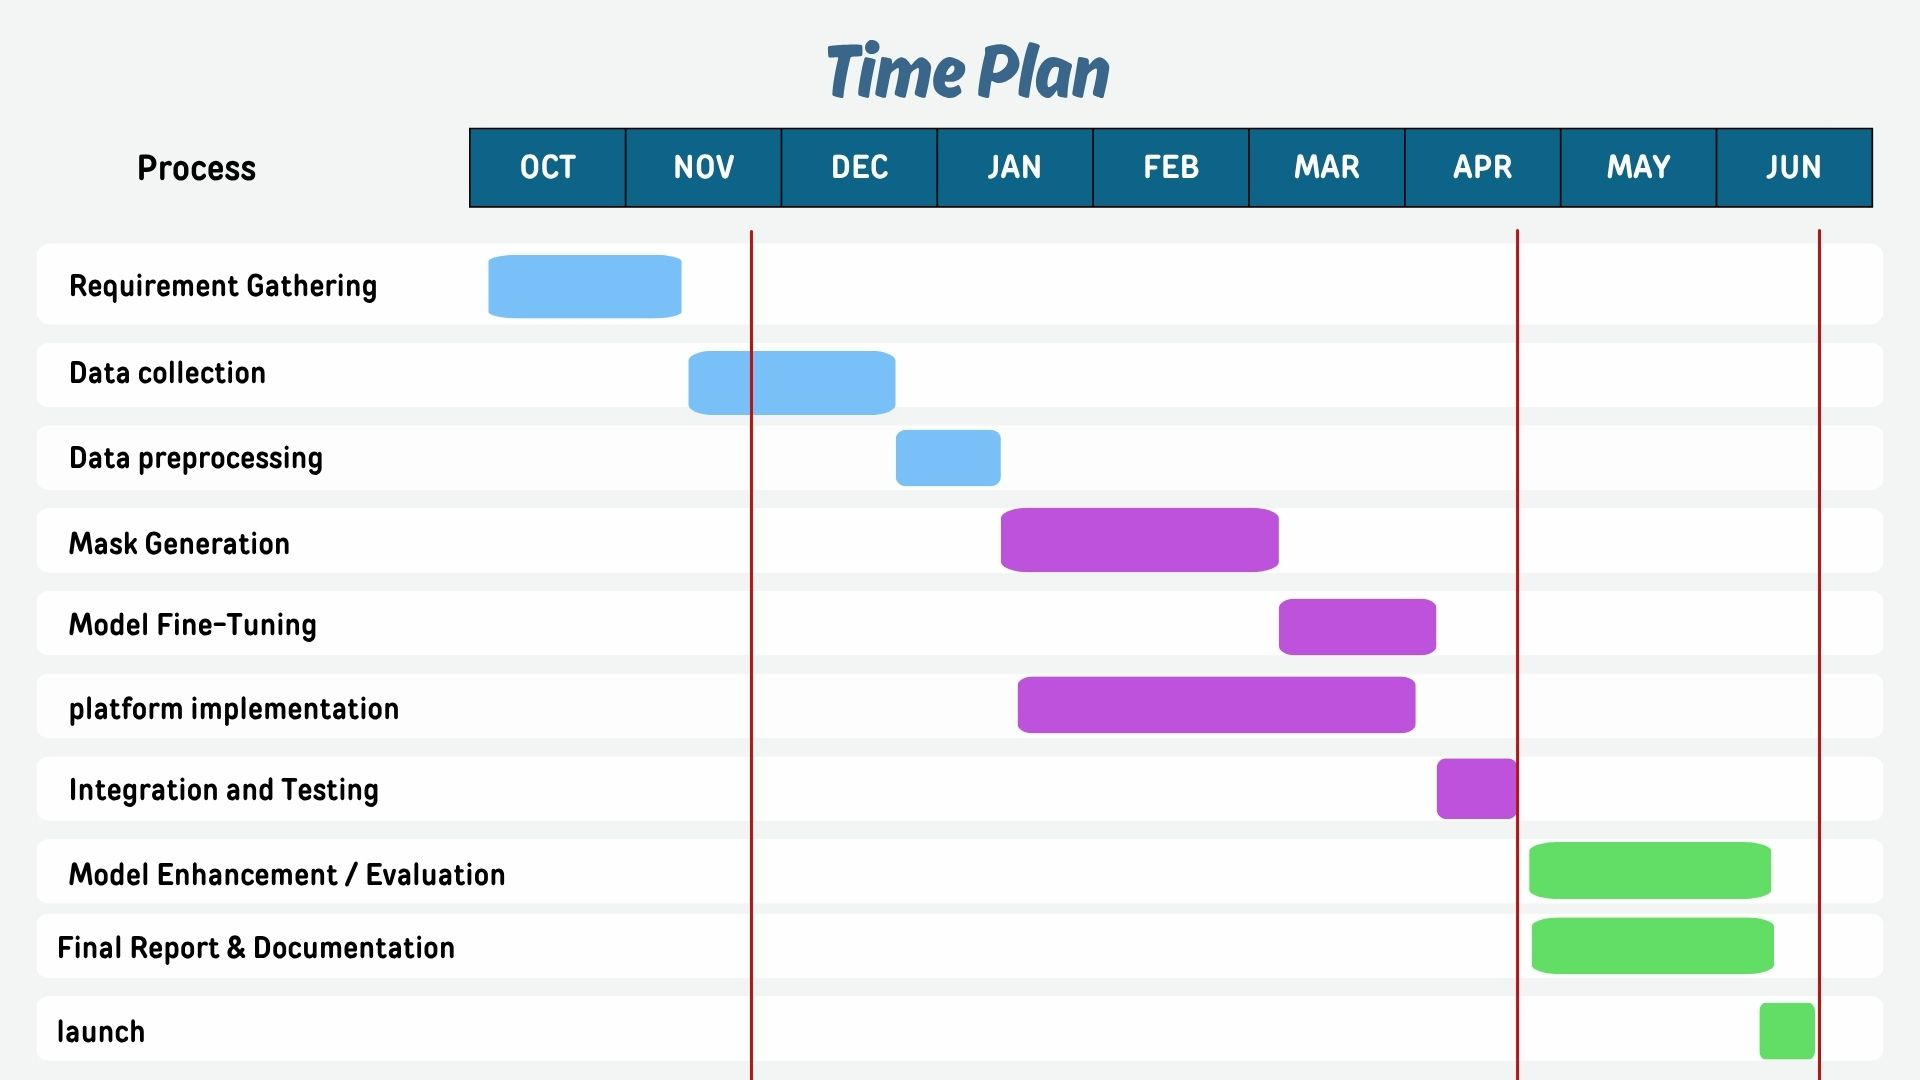 Time Plan
Process OCT NOV DEC JAN FEB MAR APR MAY JUN
Requirement Gathering
Data collection
Data preprocessing
Mask Generation
Model Fine-Tuning
platform implementation
Integration and Testing
Model Enhancement / Evaluation
Final Report & Documentation
launch